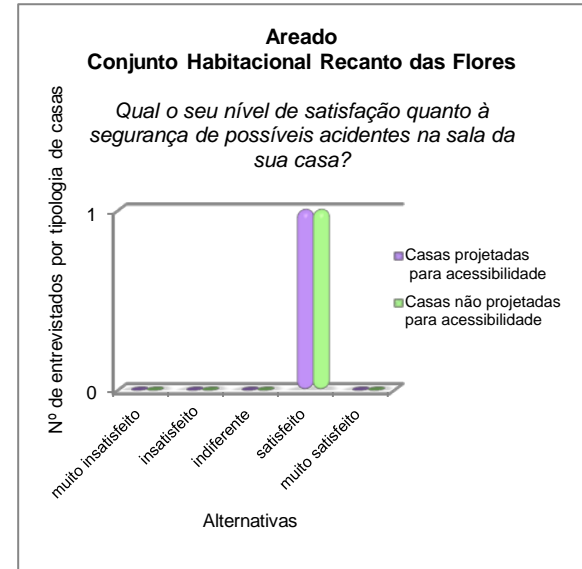 Areado
Conjunto Habitacional Recanto das Flores
Qual o seu nível de satisfação quanto à
segurança de possíveis acidentes na sala da
sua casa?
Nº de entrevistados por tipologia de casas
1
0
muito insatisfeito
insatisfeito
indiferente
satisfeito
muito satisfeito
Alternativas
Casas projetadas
para acessibilidade
Casas não projetadas
para acessibilidade